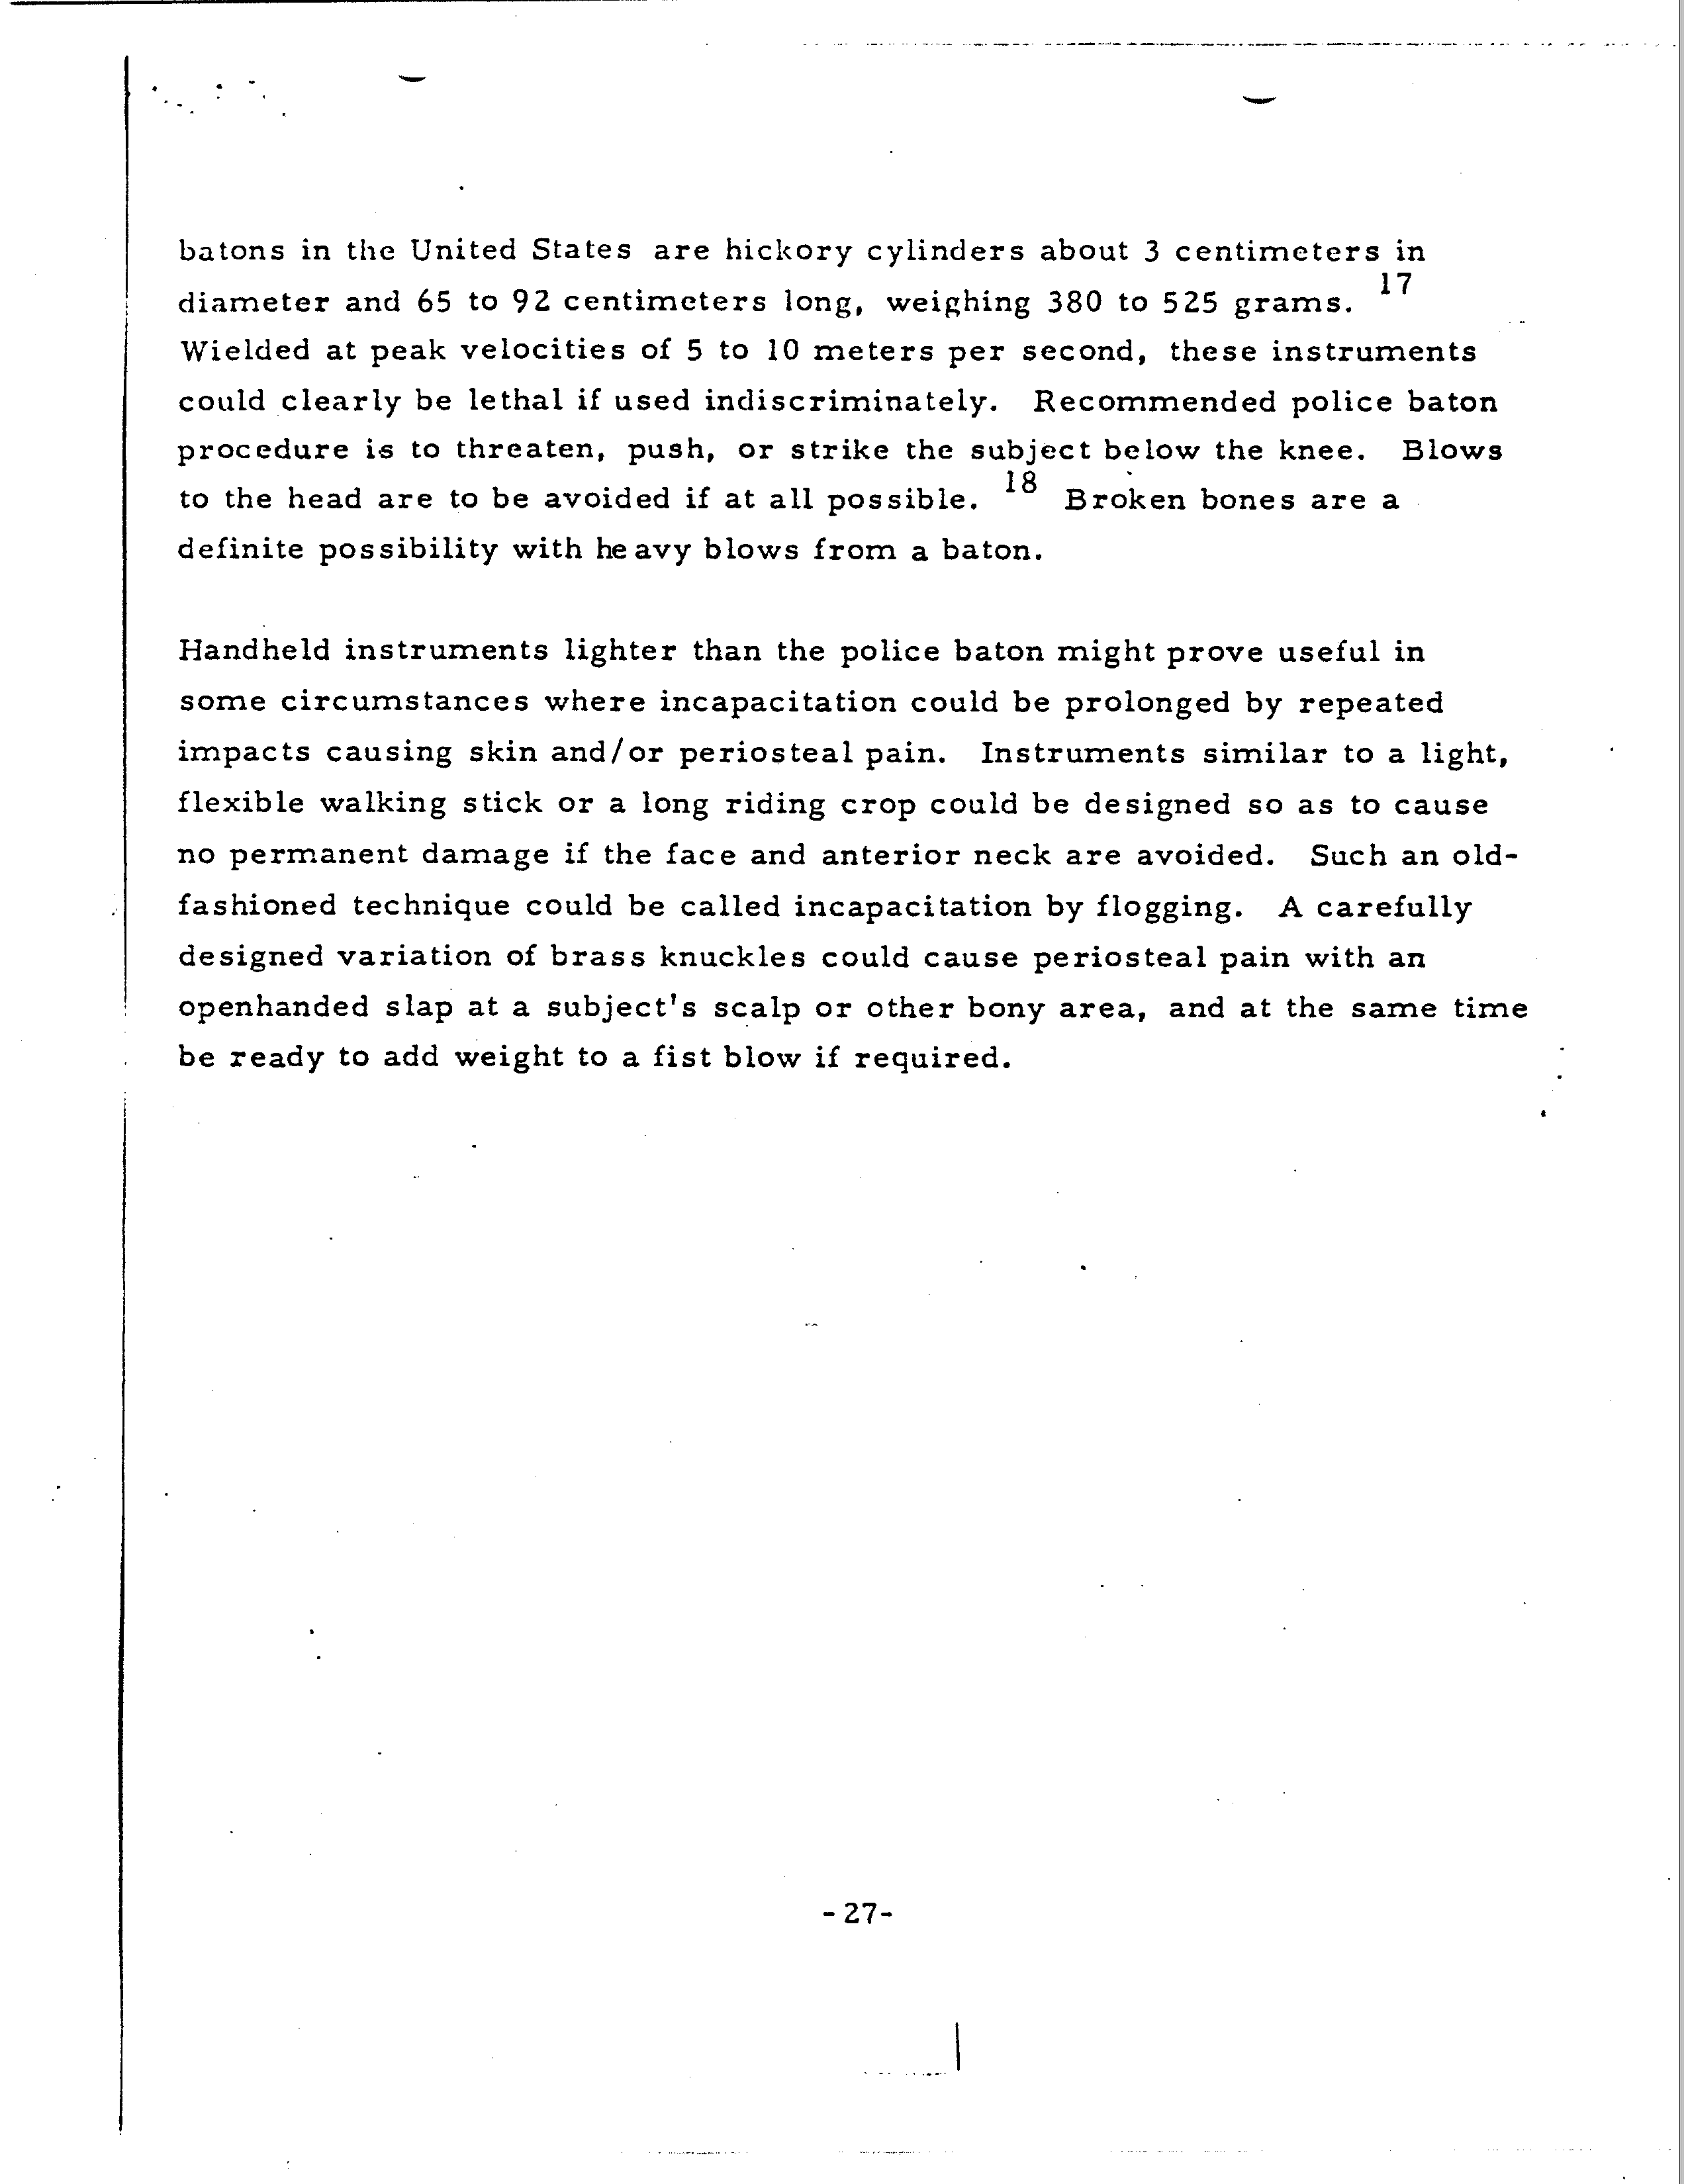 batons in the United States are hickory cylinders about 3 centimeters in
diameter and 65 to 92 centimeters long, weighing 380 to 525 grams. 17
Wielded at peak velocities of 5 to 10 meters per second, these instruments
could clearly be lethal if used indiscriminately. Recommended police baton
procedure is to threaten, push, or strike the subject below the knee. Blows
to the head are to be avoided if at all possible. 18 Broken bones are a
definite possibility with heavy blows from a baton.
Handheld instruments lighter than the police baton might prove useful in
some circumstances where incapacitation could be prolonged by repeated
impacts causing skin and/or periosteal pain. Instruments similar to a light,
flexible walking stick or a long riding crop could be designed so as to cause
no permanent damage if the face and anterior neck are avoided. Such an old-
fashioned technique could be called incapacitation by flogging. A carefully
designed variation of brass knuckles could cause periosteal pain with an
openhanded slap at a subject's scalp or other bony area, and at the same time
be ready to add weight to a fist blow if required.
-27-